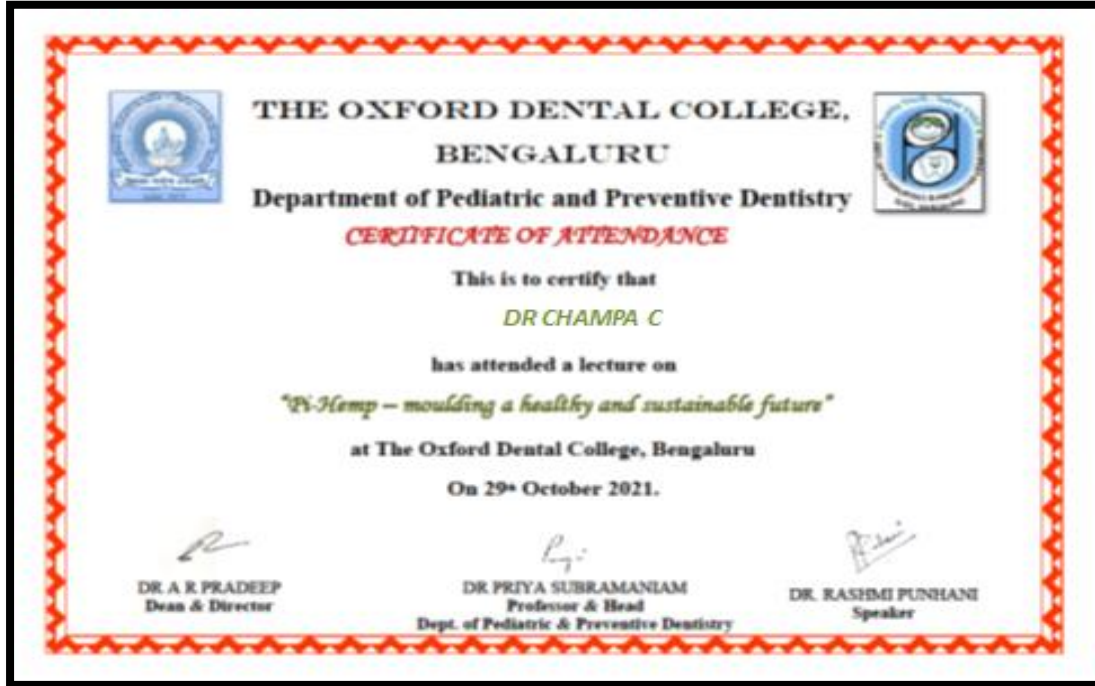 THE OXFORD DENTAL COLLEGE,
BENGALURU
Department of Pediatric and Preventive Dentistry
CERTIFICATE OF ATTENDANCE
This is to certify that
DR CHAMPA C
has attended a lecture on
"Pi-Hemp – moulding a healthy and sustainable future"
at The Oxford Dental College, Bengaluru
On 29th October 2021.
DR A R PRADEEP
Dean & Director
DR PRIYA SUBRAMANIAM
Professor & Head
Dept. of Pediatric & Preventive Dentistry
DR. RASHMI PUNHANI
Speaker